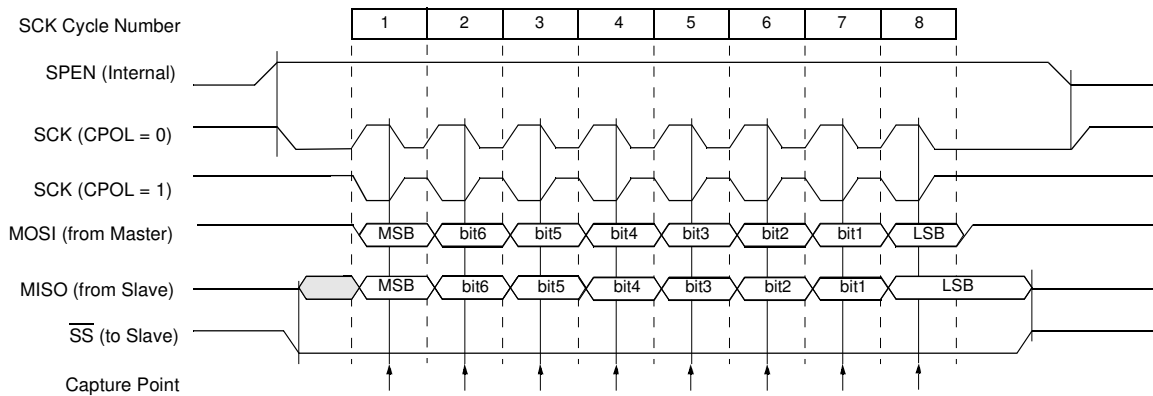 SCK Cycle Number 1 2 3 4 5 6 7 8
SPEN (Internal)
SCK (CPOL = 0)
SCK (CPOL = 1)
MOSI (from Master) MSB bit6 bit5 bit4 bit3 bit2 bit1 LSB
MISO (from Slave) MSB bit6 bit5 bit4 bit3 bit2 bit1 LSB
SS (to Slave)
Capture Point